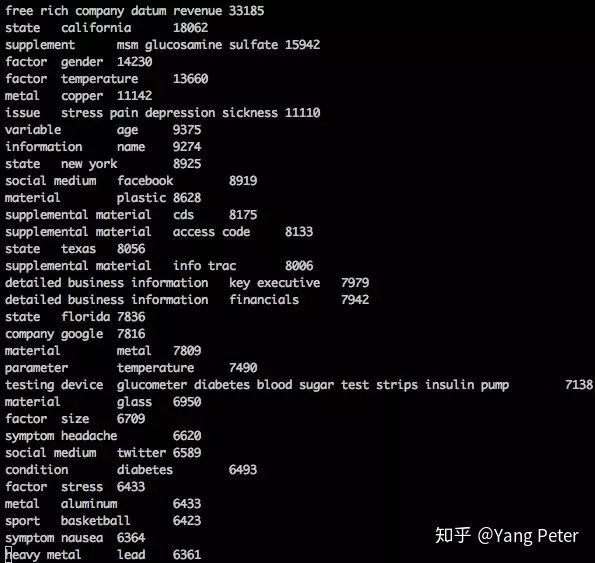 free rich company datum revenue 33185
state california 18062
supplement msm glucosamine sulfate 15942
factor gender 14230
factor temperature 13660
metal copper 11142
issue stress pain depression sickness 11110
variable age 9375
information name 9274
state new york 8925
social medium facebook 8919
material plastic 8628
supplemental material cds 8175
supplemental material access code 8133
state texas 8056
supplemental material info trac 8006
detailed business information key executive 7979
detailed business information financials 7942
state florida 7836
company google 7816
material metal 7809
parameter temperature 7490
testing device glucometer diabetes blood sugar test strips insulin pump 7138
material glass 6950
factor size 6709
symptom headache 6620
social medium twitter 6589
condition diabetes 6493
factor stress 6433
metal aluminum 6433
sport basketball 6423
symptom nausea 6364
heavy metal lead 6361
知乎 @Yang Peter